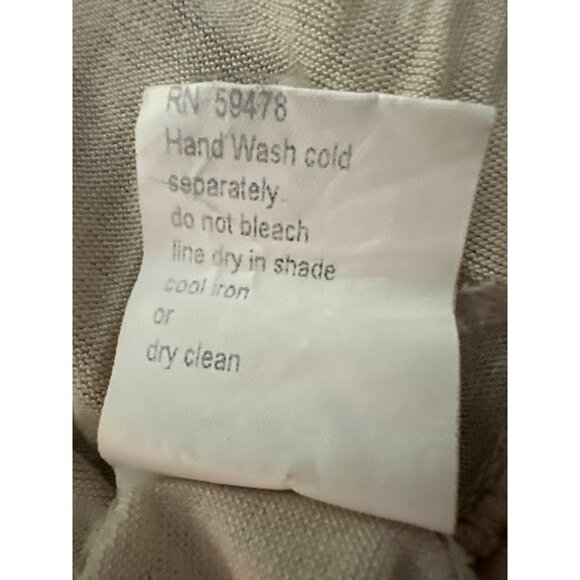 RN 59478
Hand Wash cold
separately
do not bleach
line dry in shade
cool iron
or
dry clean